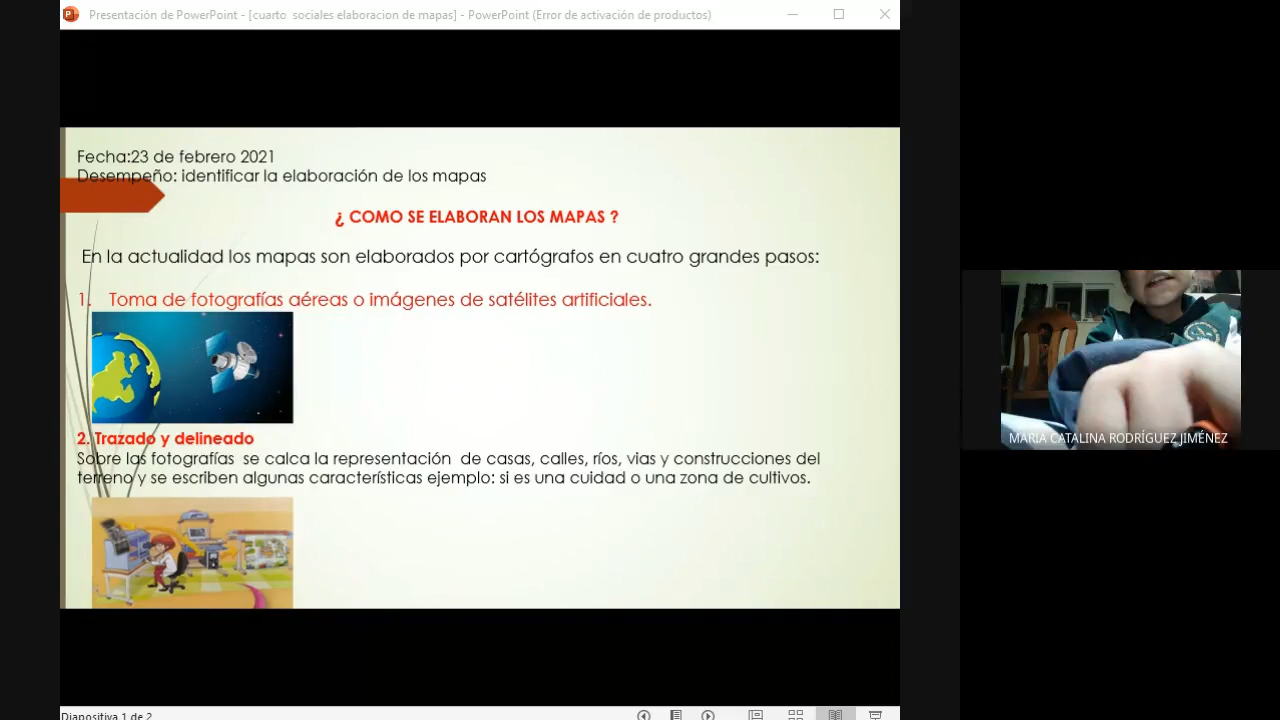 Presentación de PowerPoint - [cuarto sociales elaboracion de mapas] - PowerPoint (Error de activación de productos)
Fecha:23 de febrero 2021
Desempeño: identificar la elaboración de los mapas
¿ COMO SE ELABORAN LOS MAPAS ?
En la actualidad los mapas son elaborados por cartógrafos en cuatro grandes pasos:
1. Toma de fotografías aéreas o imágenes de satélites artificiales.
2. Trazado y delineado
Sobre las fotografías se calca la representación de casas, calles, ríos, vias y construcciones del
terreno y se escriben algunas características ejemplo: si es una cuidad o una zona de cultivos.
MARIA CATALINA RODRÍGUEZ JIMÉNEZ
Diapositiva 1 de 2